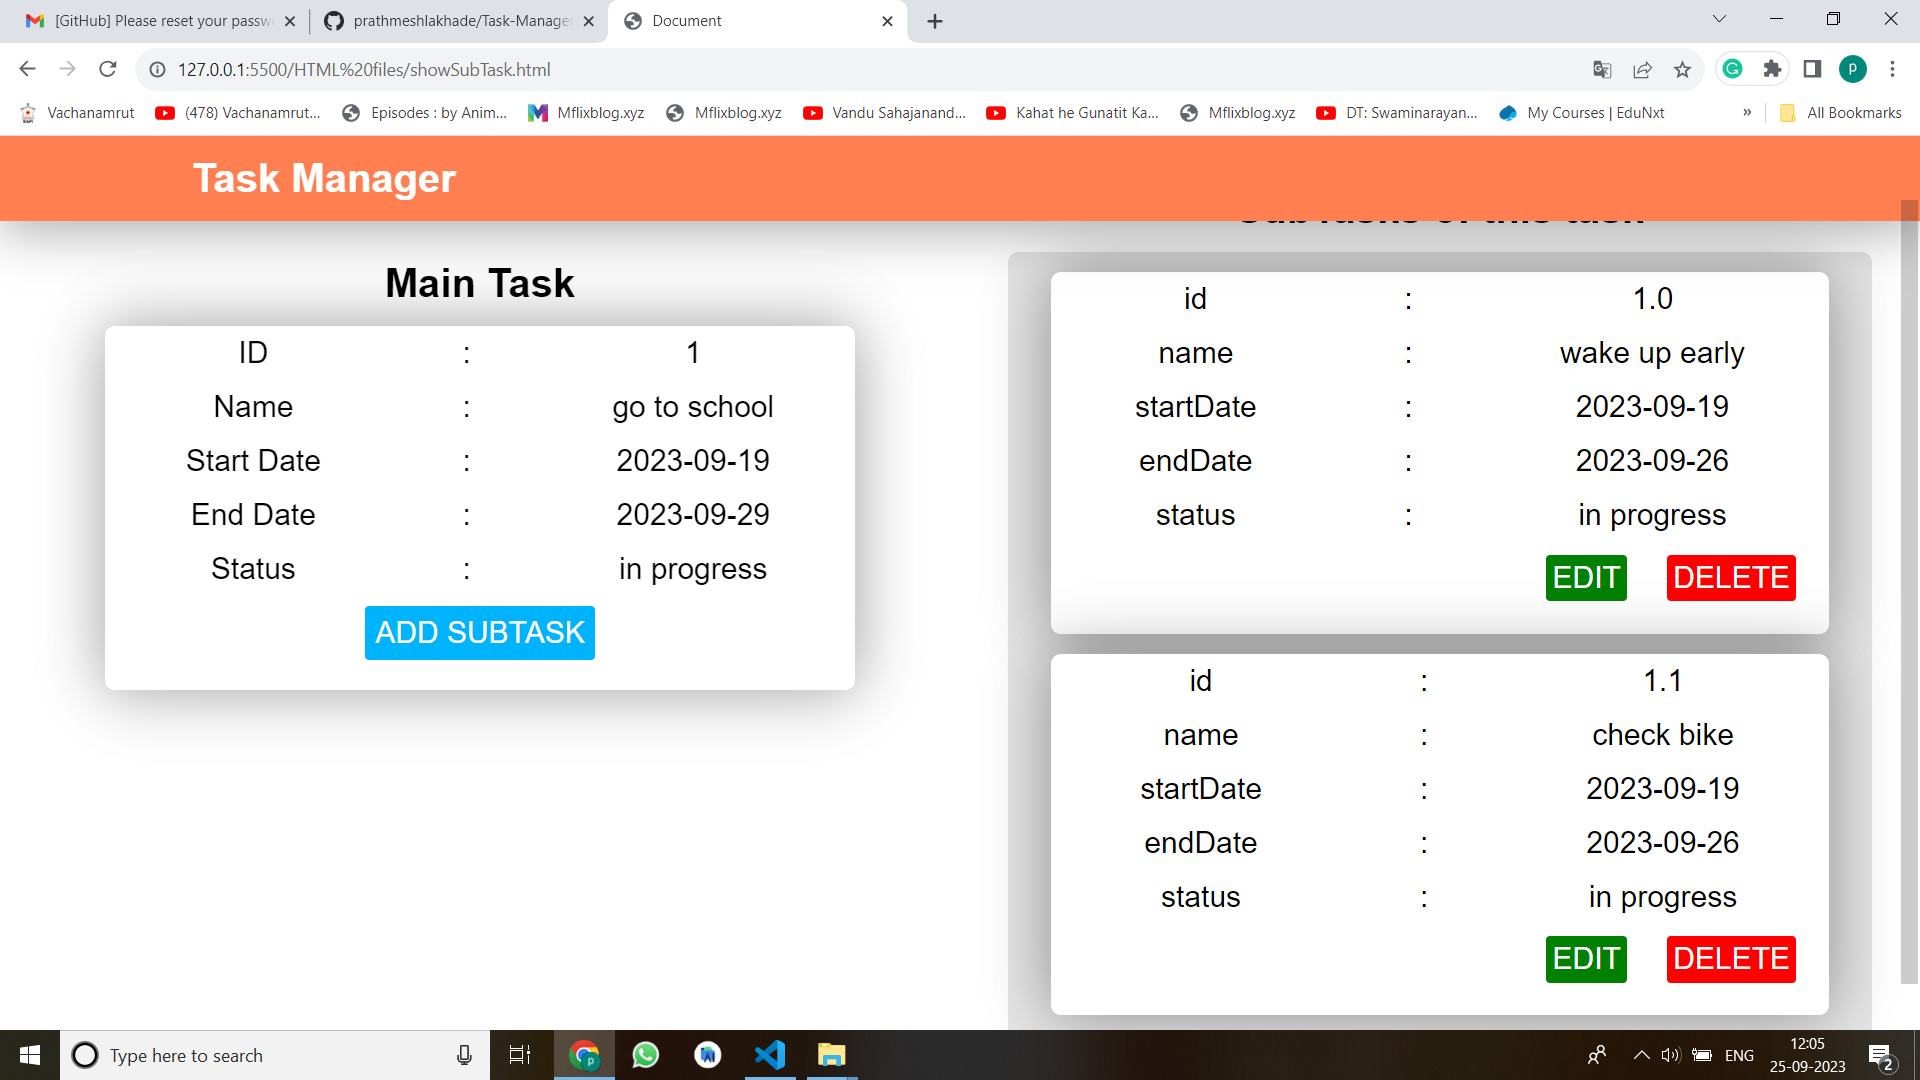 [GitHub] Please reset your passw
prathmeshlakhade/Task-Manage
Document
127.0.0.1:5500/HTML%20files/showSubTask.html
P
Vachanamrut
(478) Vachanamrut...
Episodes : by Anim...
Mflixblog.xyz
Mflixblog.xyz
Vandu Sahajanand...
Kahat he Gunatit Ka...
Mflixblog.xyz
DT: Swaminarayan...
My Courses | EduNxt
»
All Bookmarks
Task Manager
Main Task
ID : 1
Name : go to school
Start Date : 2023-09-19
End Date : 2023-09-29
Status : in progress
ADD SUBTASK
SubTasks of this task
id : 1.0
name : wake up early
startDate : 2023-09-19
endDate : 2023-09-26
status : in progress
EDIT DELETE
id : 1.1
name : check bike
startDate : 2023-09-19
endDate : 2023-09-26
status : in progress
EDIT DELETE
Type here to search
ENG
12:05
25-09-2023
2